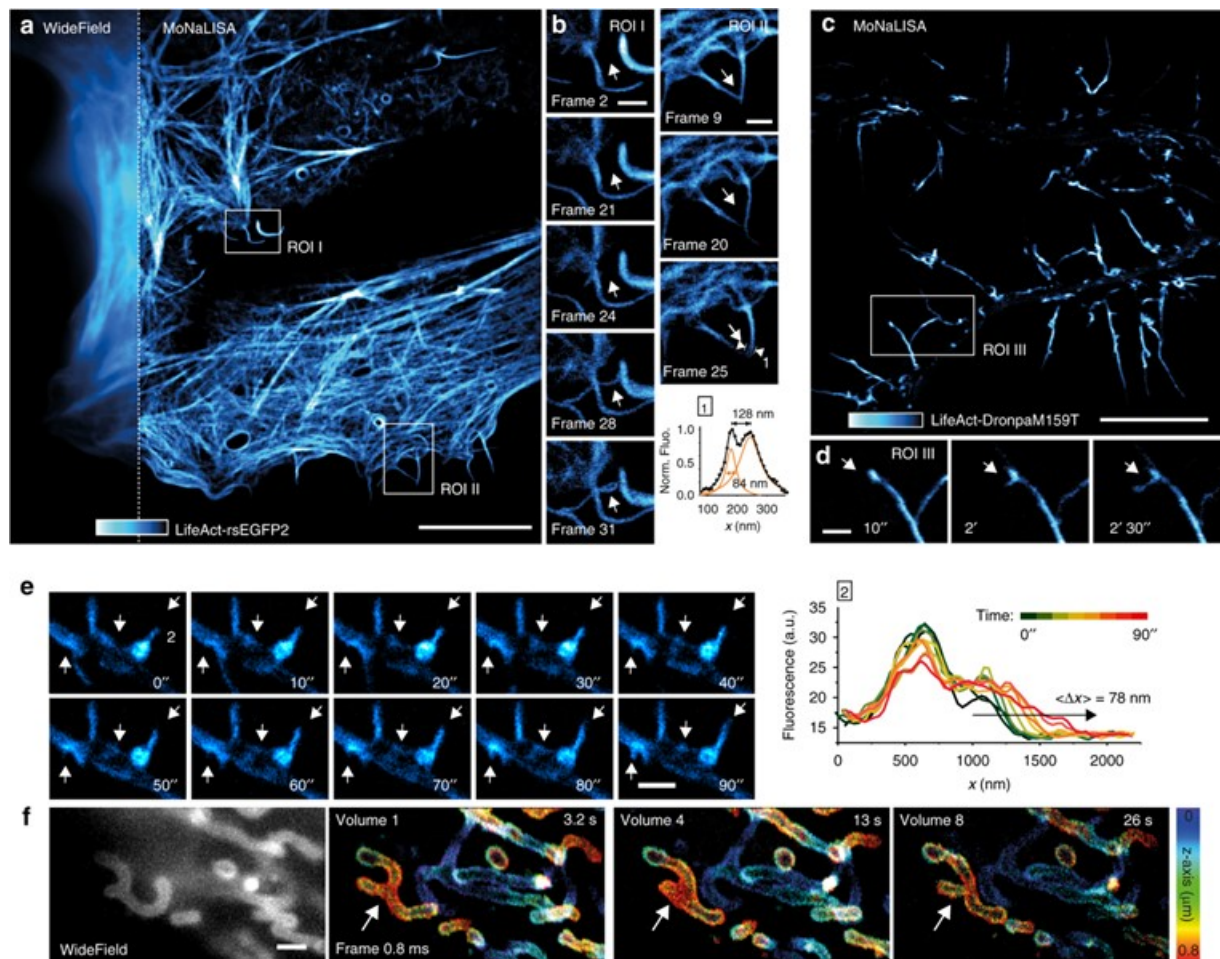 a
WideField
MoNaLISA
ROI I
ROI II
LifeAct-rsEGFP2
b
ROI I
Frame 2
Frame 21
Frame 24
Frame 28
Frame 31
ROI II
Frame 9
Frame 20
1
Frame 25
1
128 nm
84 nm
Norm. Fluo.
1.0
0.5
0.0
100 200 300
x (nm)
c
MoNaLISA
ROI III
LifeAct-DronpaM159T
d
ROI III
10″
2′
2′ 30″
e
2
0″
10″
20″
30″
40″
50″
60″
70″
80″
90″
2
Fluorescence (a.u.)
35
30
25
20
15
Time:
0″
90″
<Δx> = 78 nm
0 500 1000 1500 2000
x (nm)
f
WideField
Volume 1
3.2 s
Frame 0.8 ms
Volume 4
13 s
Volume 8
26 s
0
z-axis (μm)
0.8